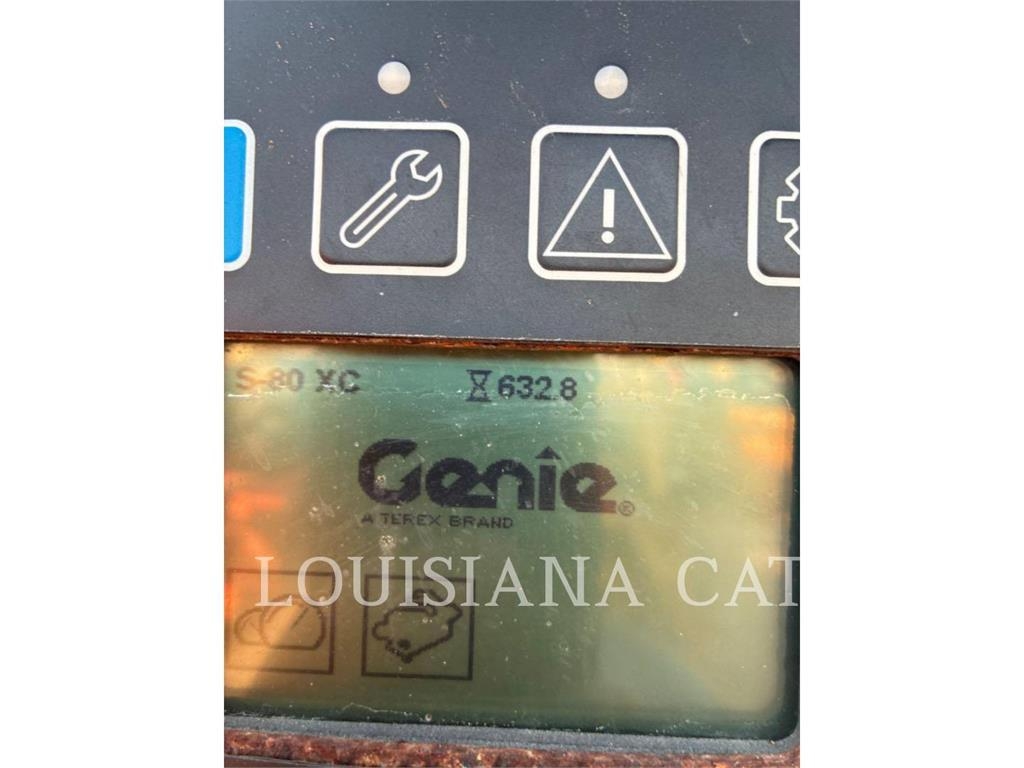 S-80 XC 632.8
Genie®
A TEREX BRAND
LOUISIANA CAT